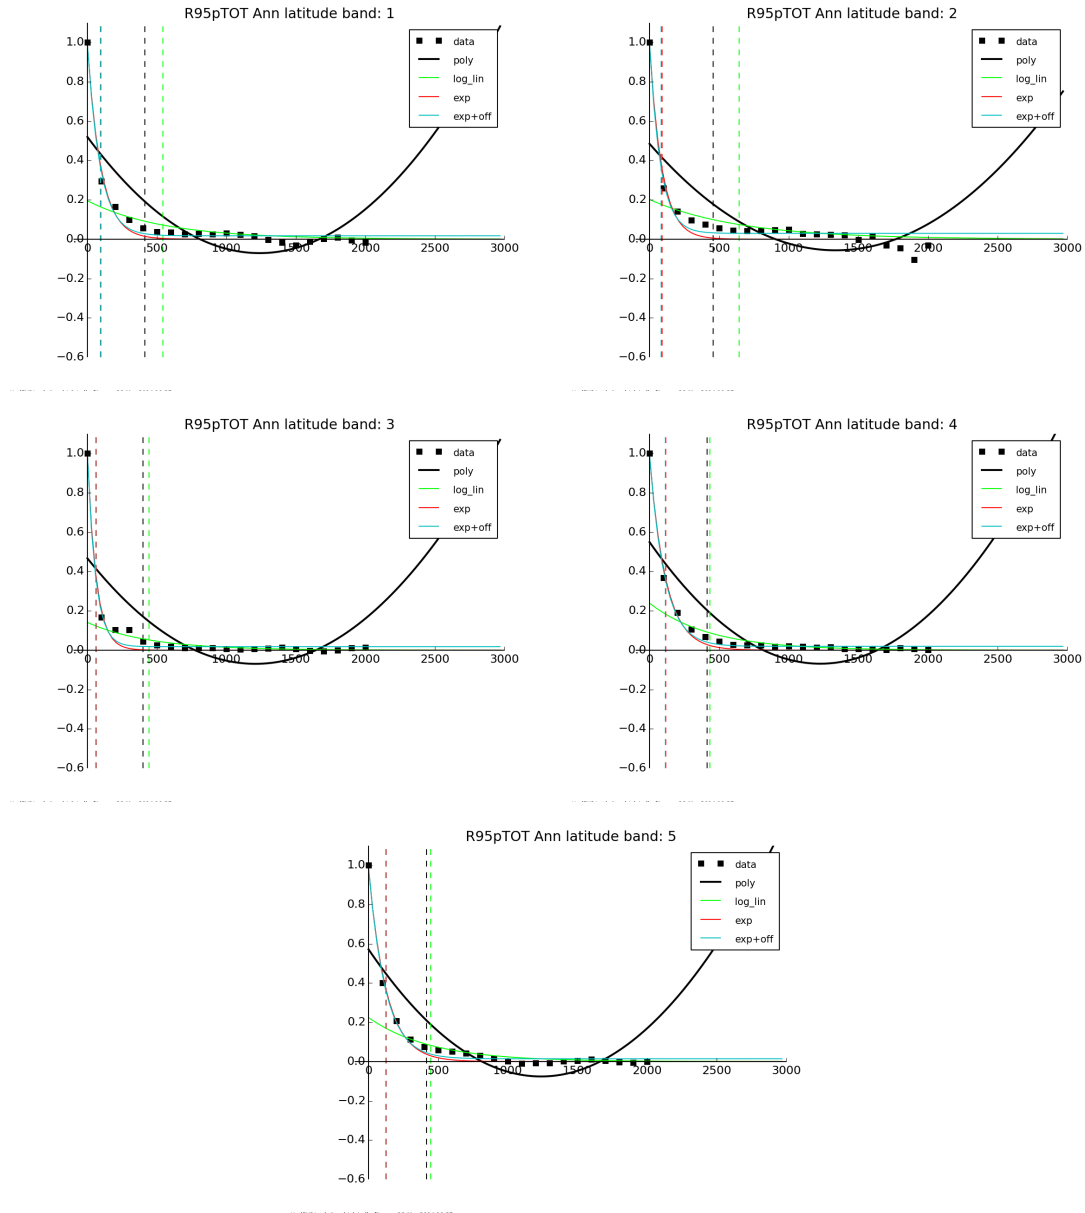 R95pTOT Ann latitude band: 1
1.0
0.8
0.6
0.4
0.2
0.0
−0.2
−0.4
−0.6
0 500 1000 1500 2000 2500 3000
data
poly
log_lin
exp
exp+off
R95pTOT Ann latitude band: 2
1.0
0.8
0.6
0.4
0.2
0.0
−0.2
−0.4
−0.6
0 500 1000 1500 2000 2500 3000
data
poly
log_lin
exp
exp+off
R95pTOT Ann latitude band: 3
1.0
0.8
0.6
0.4
0.2
0.0
−0.2
−0.4
−0.6
0 500 1000 1500 2000 2500 3000
data
poly
log_lin
exp
exp+off
R95pTOT Ann latitude band: 4
1.0
0.8
0.6
0.4
0.2
0.0
−0.2
−0.4
−0.6
0 500 1000 1500 2000 2500 3000
data
poly
log_lin
exp
exp+off
R95pTOT Ann latitude band: 5
1.0
0.8
0.6
0.4
0.2
0.0
−0.2
−0.4
−0.6
0 500 1000 1500 2000 2500 3000
data
poly
log_lin
exp
exp+off